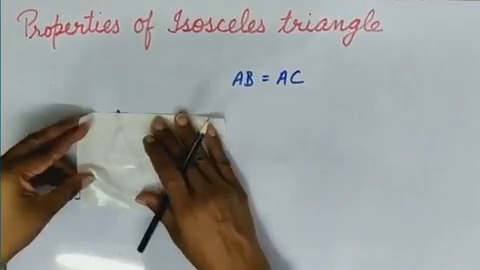 Properties of Isosceles triangle
AB = AC